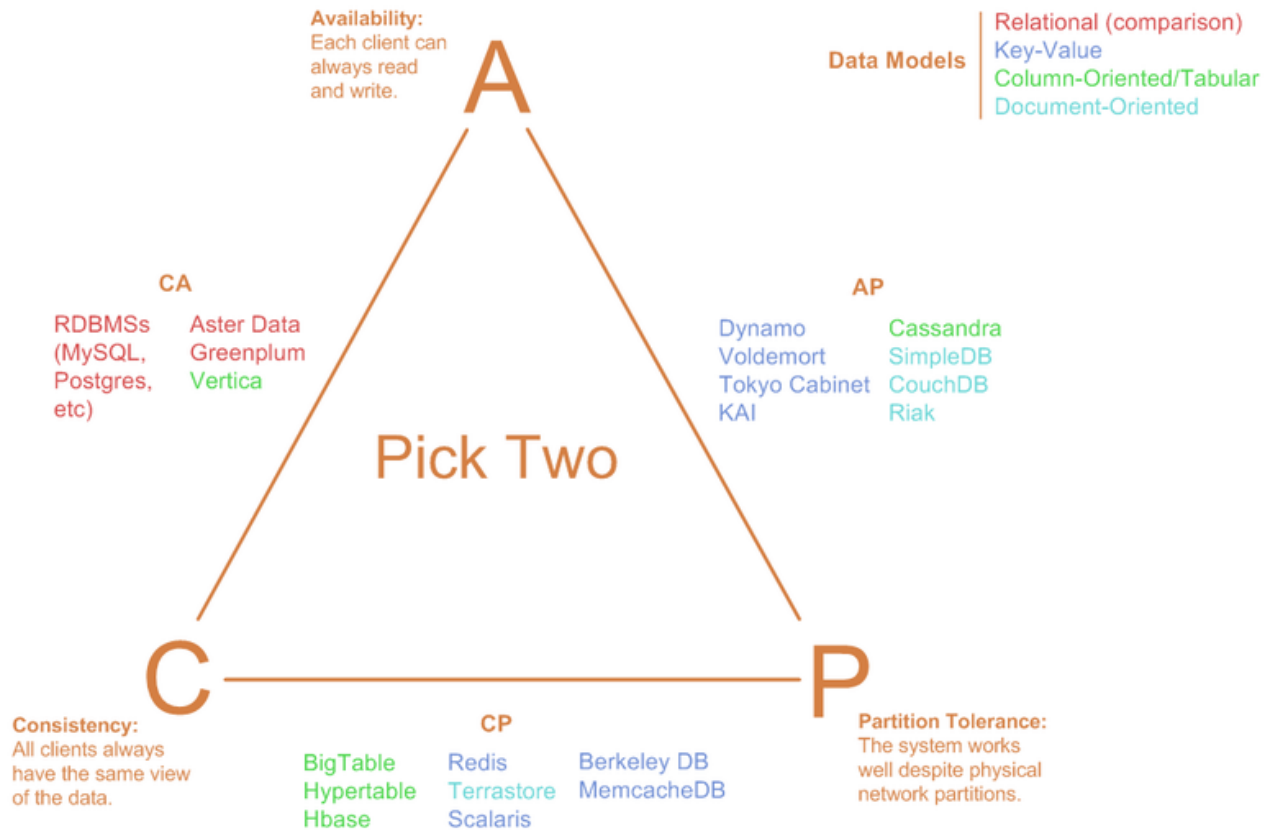 Availability:
Each client can
always read
and write.
A
Data Models
Relational (comparison)
Key-Value
Column-Oriented/Tabular
Document-Oriented
CA
RDBMSs
(MySQL,
Postgres,
etc)
Aster Data
Greenplum
Vertica
AP
Dynamo
Voldemort
Tokyo Cabinet
KAI
Cassandra
SimpleDB
CouchDB
Riak
Pick Two
C
Consistency:
All clients always
have the same view
of the data.
CP
BigTable
Hypertable
Hbase
Redis
Terrastore
Scalaris
Berkeley DB
MemcacheDB
P
Partition Tolerance:
The system works
well despite physical
network partitions.